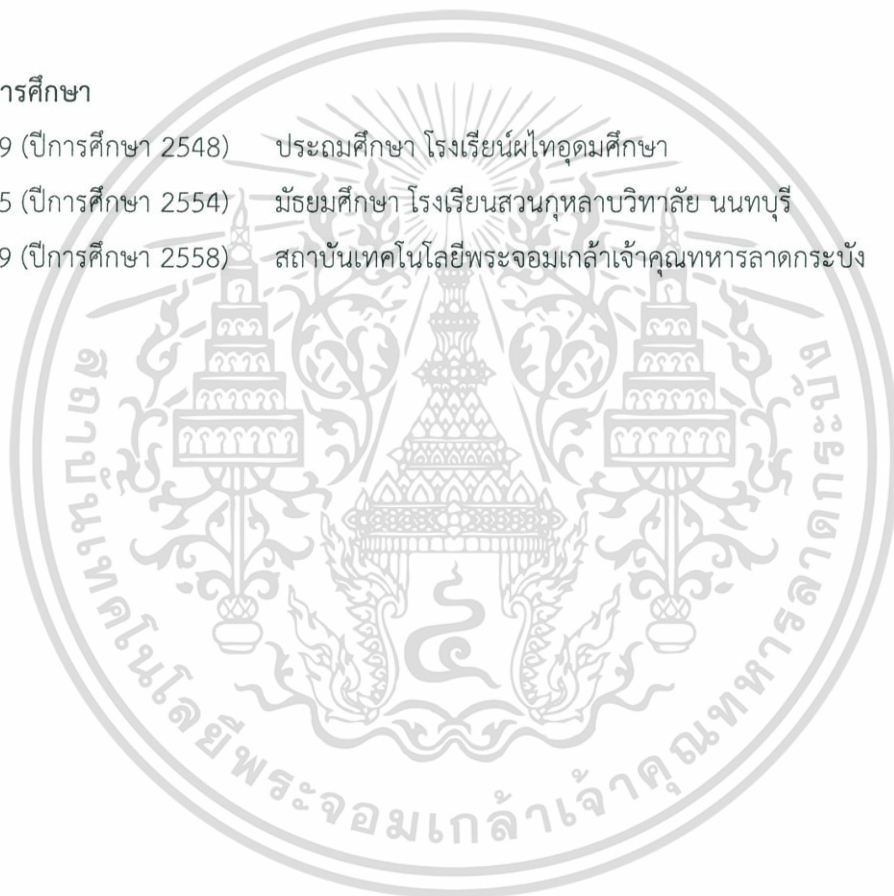 ารศึกษา
9 (ปีการศึกษา 2548) ประถมศึกษา โรงเรียน์ผไทอุดมศึกษา
5 (ปีการศึกษา 2554) มัธยมศึกษา โรงเรียนสวนกุหลาบวิทาลัย นนทบุรี
9 (ปีการศึกษา 2558) สถาบันเทคโนโลยีพระจอมเกล้าเจ้าคุณทหารลาดกระบัง
สถาบันเทคโนโลยีพระจอมเกล้าเจ้าคุณทหารลาดกระบัง
๔